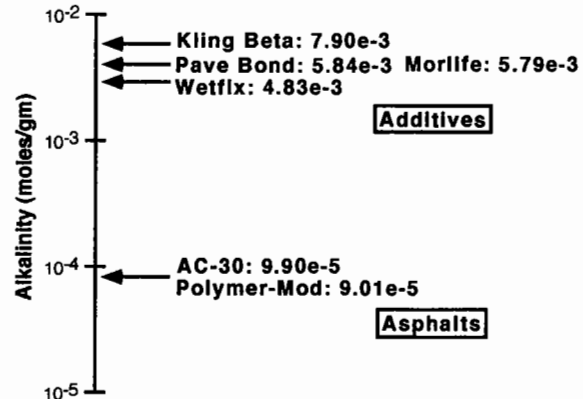 10-2
Kling Beta: 7.90e-3
Pave Bond: 5.84e-3 Morlife: 5.79e-3
Wetfix: 4.83e-3
Additives
10-3
Alkalinity (moles/gm)
10-4
AC-30: 9.90e-5
Polymer-Mod: 9.01e-5
Asphalts
10-5